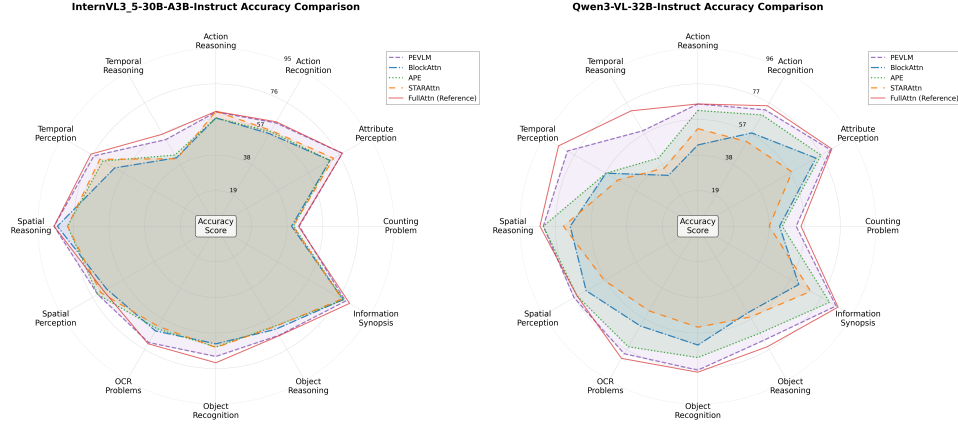 InternVL3_5-30B-A3B-Instruct Accuracy Comparison
Action
Reasoning
95
Action
Recognition
Temporal
Reasoning
76
PEVLM
BlockAttn
APE
STARAttn
FullAttn (Reference)
57
Temporal
Perception
Attribute
Perception
38
19
Spatial
Reasoning
Accuracy
Score
Counting
Problem
Spatial
Perception
Information
Synopsis
OCR
Problems
Object
Reasoning
Object
Recognition
Qwen3-VL-32B-Instruct Accuracy Comparison
Action
Reasoning
96
Action
Recognition
Temporal
Reasoning
77
PEVLM
BlockAttn
APE
STARAttn
FullAttn (Reference)
57
Temporal
Perception
Attribute
Perception
38
19
Spatial
Reasoning
Accuracy
Score
Counting
Problem
Spatial
Perception
Information
Synopsis
OCR
Problems
Object
Reasoning
Object
Recognition